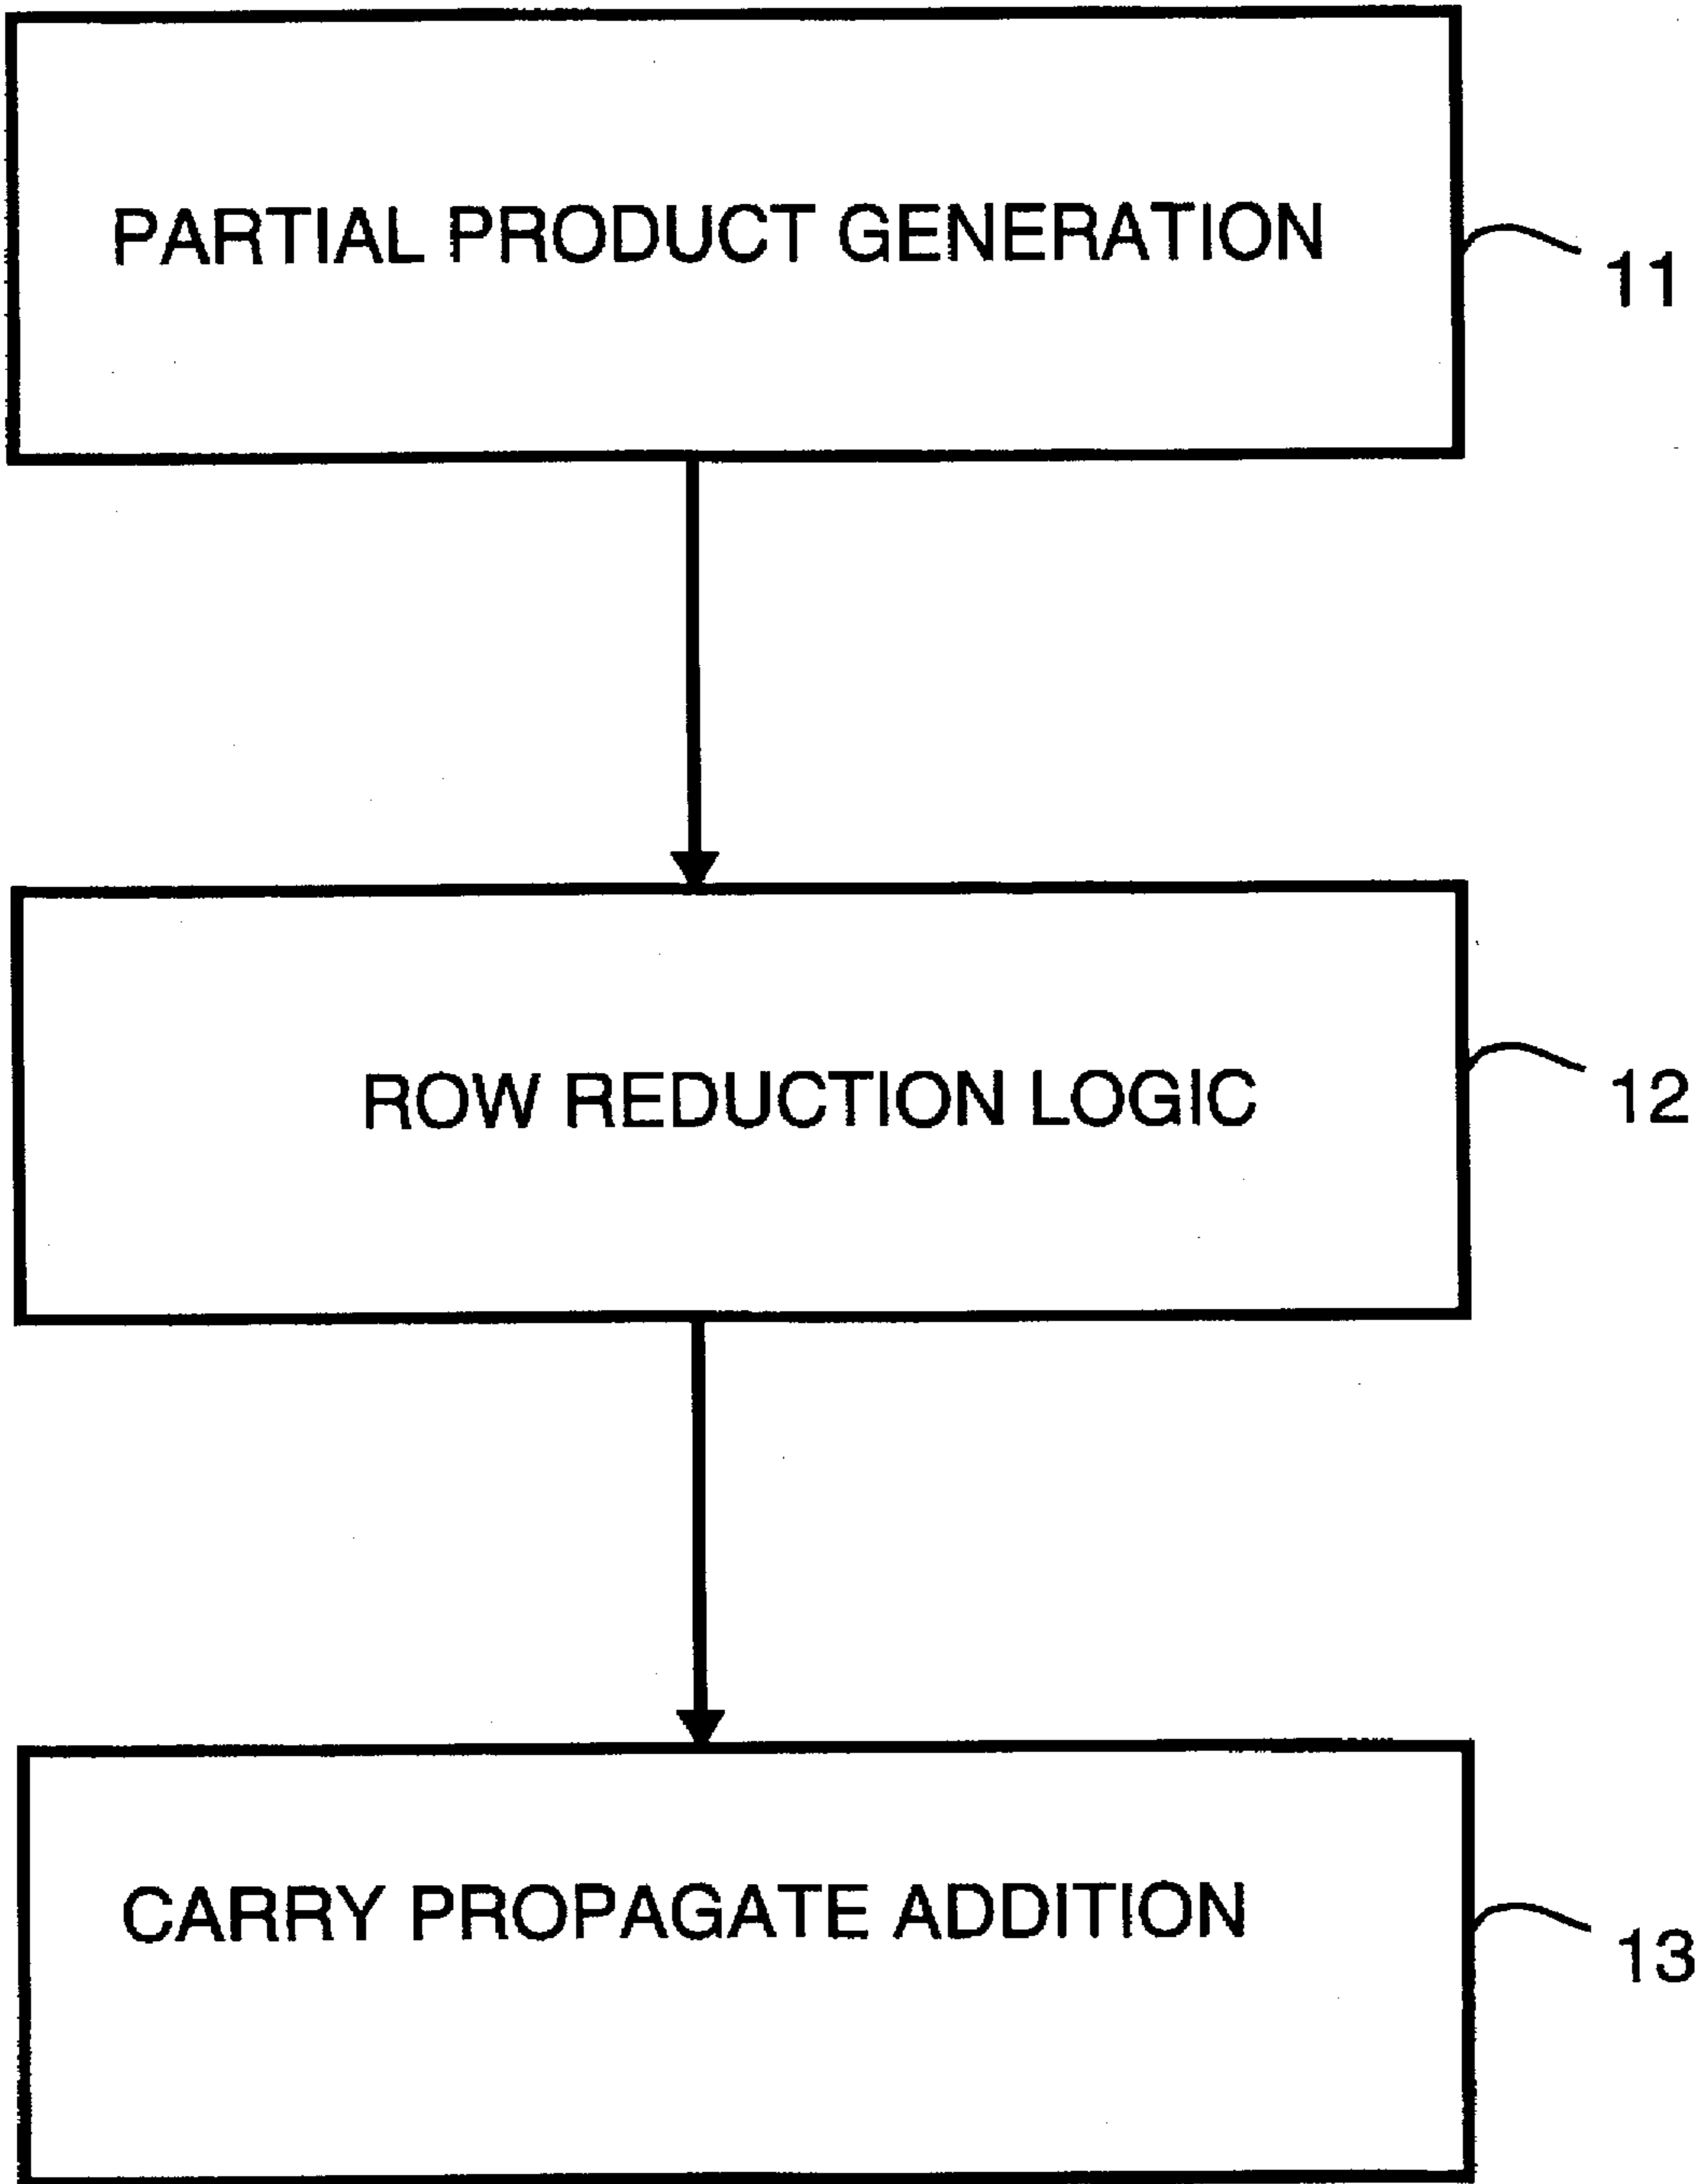 PARTIAL PRODUCT GENERATION
11
ROW REDUCTION LOGIC
12
CARRY PROPAGATE ADDITION
13